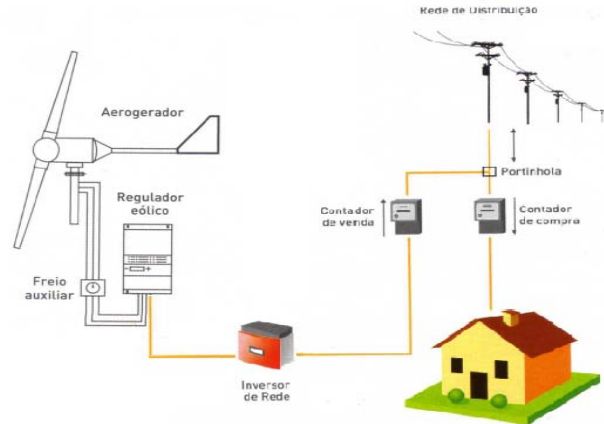 Rede de Distribuição
Aerogerador
Portinhola
Regulador
eólico
Contador
de venda
Contador
de compra
Freio
auxiliar
Inversor
de Rede